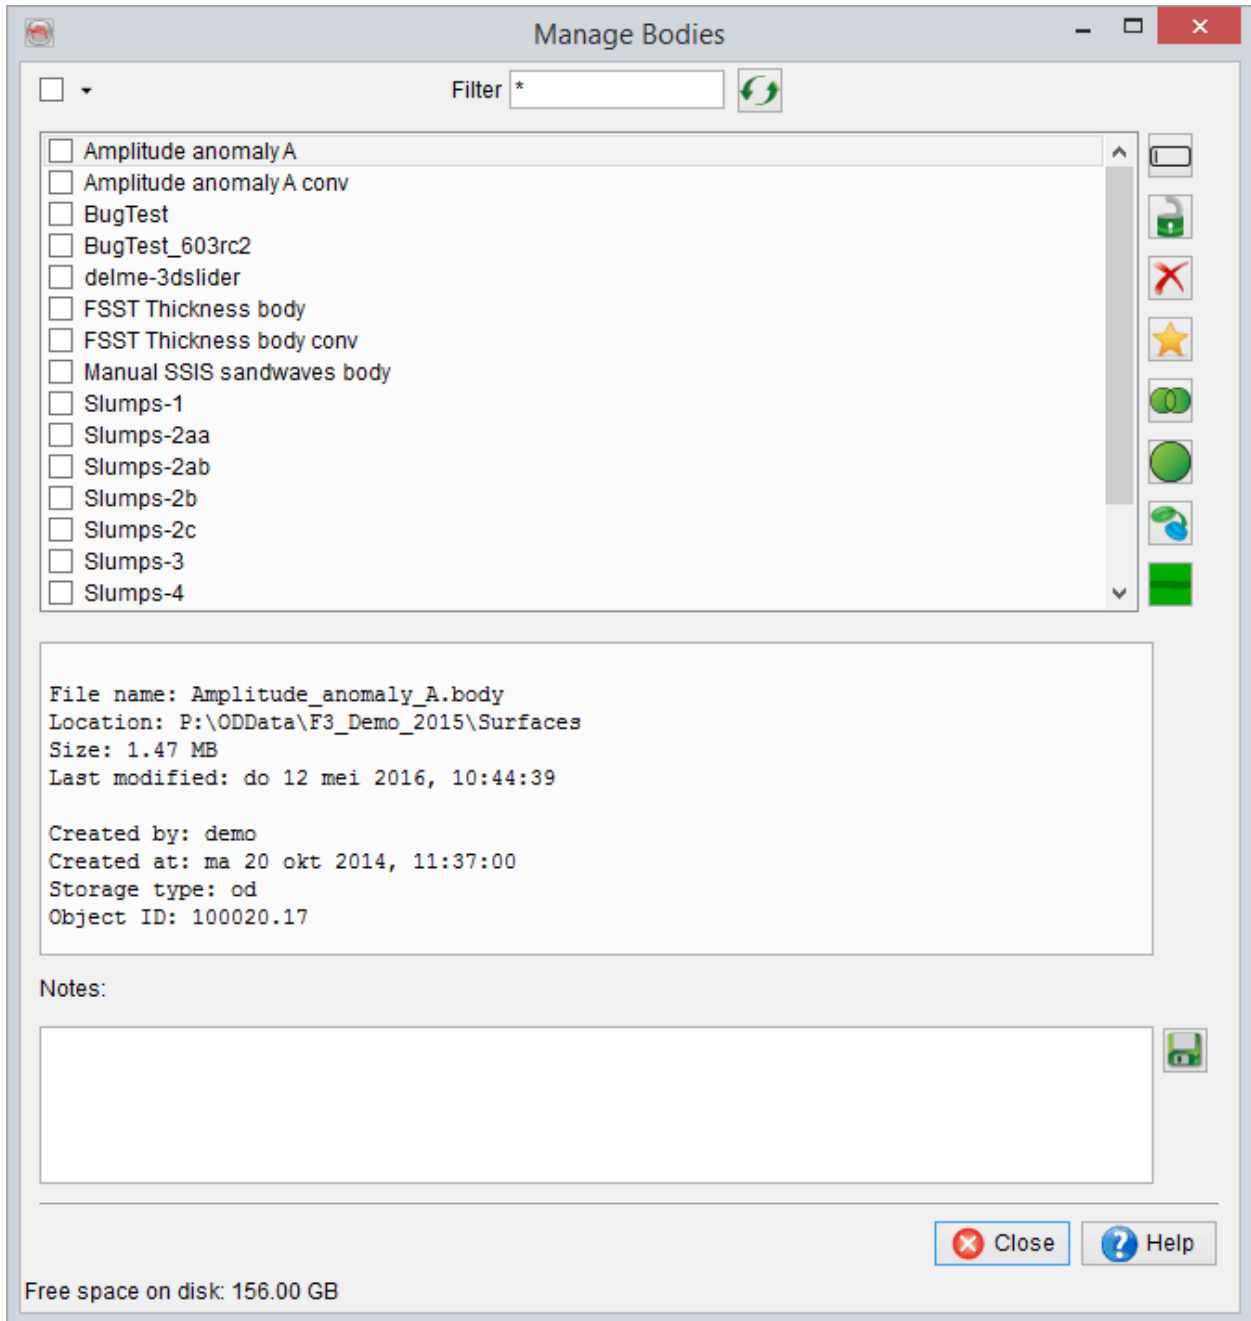 Manage Bodies
Filter *
Amplitude anomaly A
Amplitude anomaly A conv
BugTest
BugTest_603rc2
delme-3dslider
FSST Thickness body
FSST Thickness body conv
Manual SSIS sandwaves body
Slumps-1
Slumps-2aa
Slumps-2ab
Slumps-2b
Slumps-2c
Slumps-3
Slumps-4
File name: Amplitude_anomaly_A.body
Location: P:\ODData\F3_Demo_2015\Surfaces
Size: 1.47 MB
Last modified: do 12 mei 2016, 10:44:39
Created by: demo
Created at: ma 20 okt 2014, 11:37:00
Storage type: od
Object ID: 100020.17
Notes:
Close Help
Free space on disk: 156.00 GB